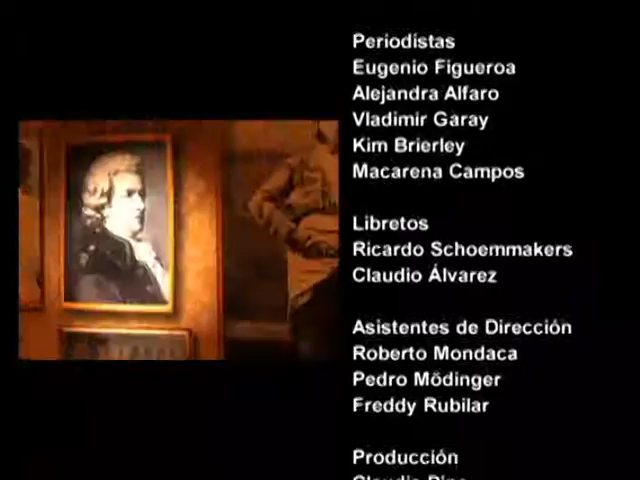 Periodistas
Eugenio Figueroa
Alejandra Alfaro
Vladimir Garay
Kim Brierley
Macarena Campos
Libretos
Ricardo Schoemmakers
Claudio Álvarez
Asistentes de Dirección
Roberto Mondaca
Pedro Mödinger
Freddy Rubilar
Producción